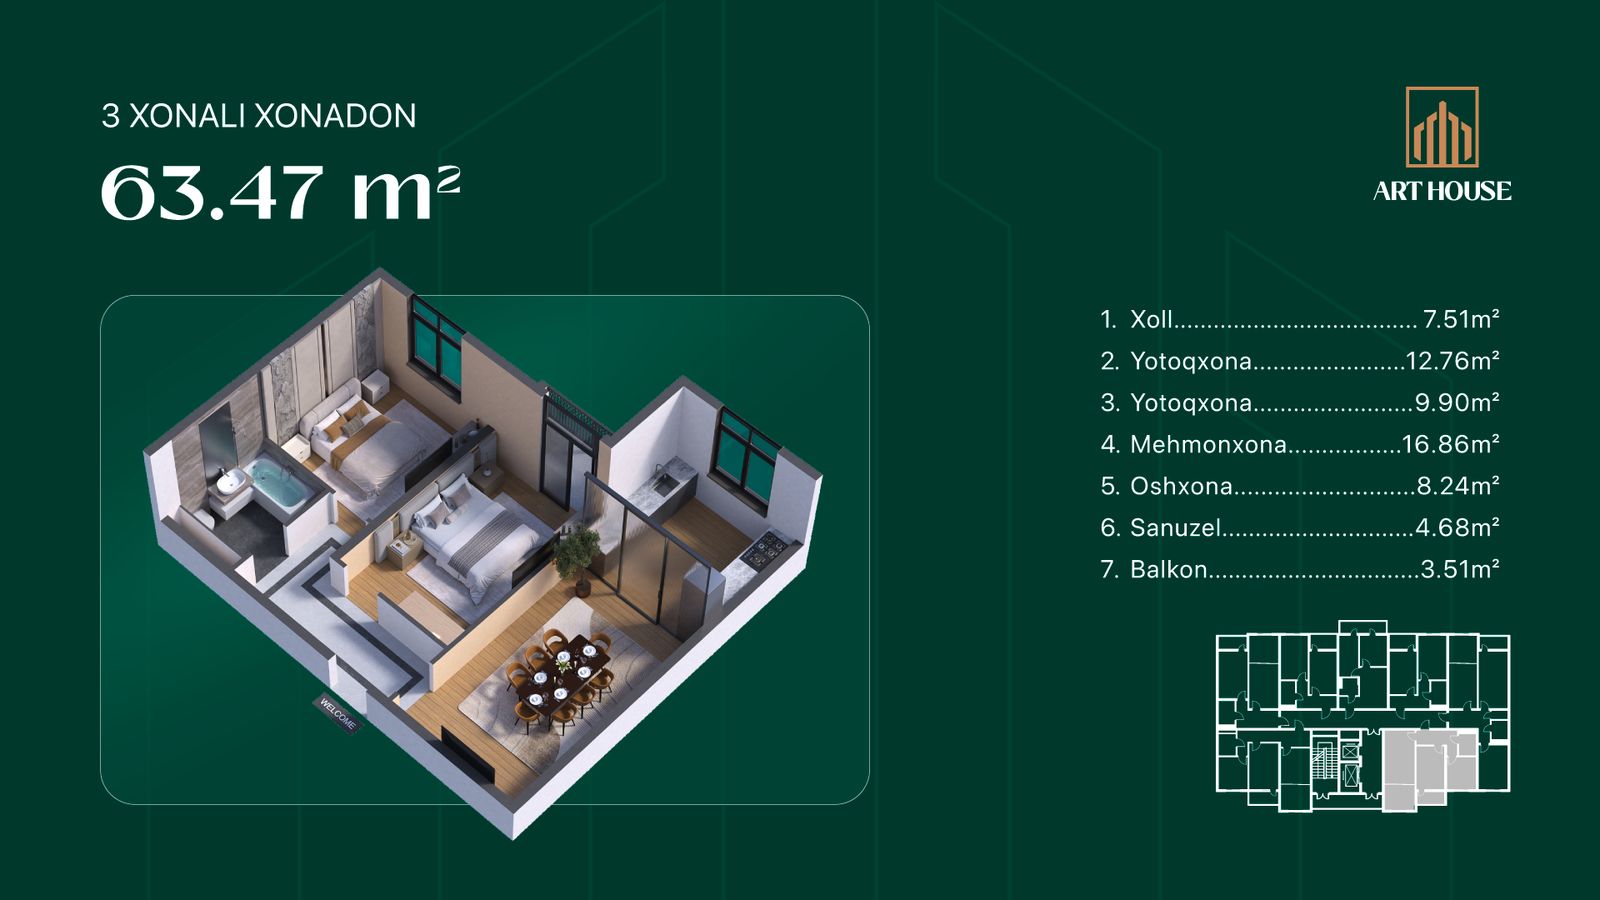 3 XONALI XONADON
63.47 m²
ART HOUSE
1. Xoll..................................... 7.51m²
2. Yotoqxona.......................12.76m²
3. Yotoqxona........................9.90m²
4. Mehmonxona.................16.86m²
5. Oshxona...........................8.24m²
6. Sanuzel.............................4.68m²
7. Balkon................................3.51m²
WELCOME